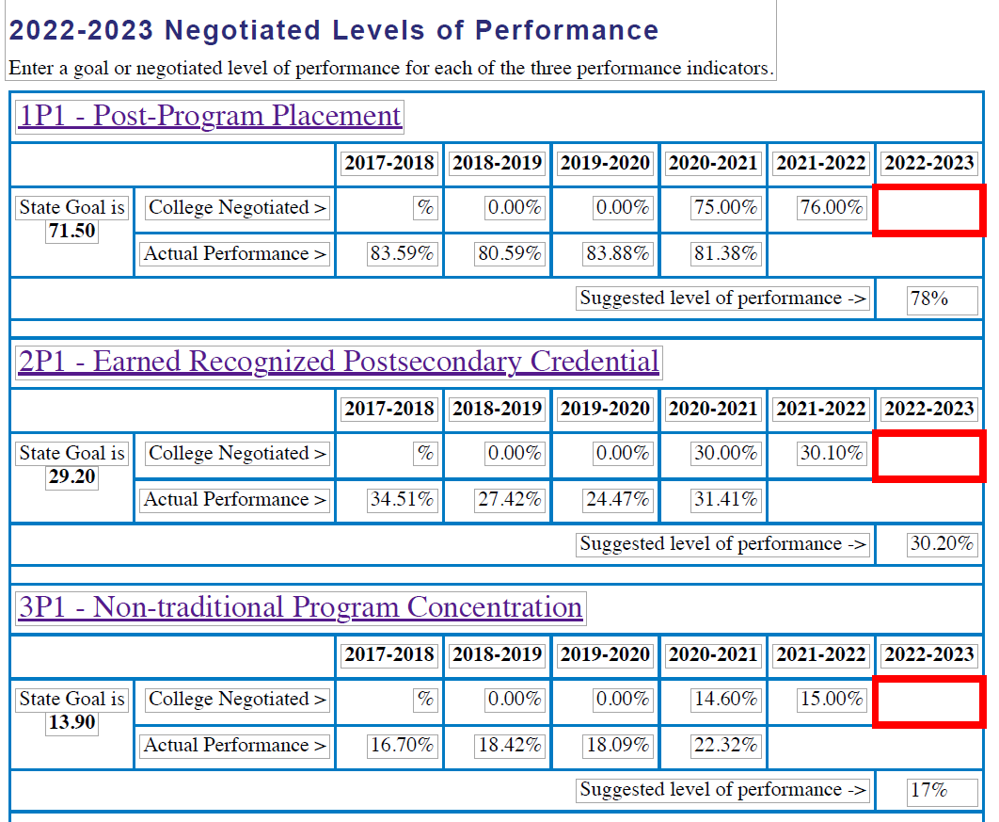 2022-2023 Negotiated Levels of Performance
Enter a goal or negotiated level of performance for each of the three performance indicators.
1P1 - Post-Program Placement
2017-2018 2018-2019 2019-2020 2020-2021 2021-2022 2022-2023
State Goal is College Negotiated > % 0.00% 0.00% 75.00% 76.00%
71.50
Actual Performance > 83.59% 80.59% 83.88% 81.38%
Suggested level of performance -> 78%
2P1 - Earned Recognized Postsecondary Credential
2017-2018 2018-2019 2019-2020 2020-2021 2021-2022 2022-2023
State Goal is College Negotiated > % 0.00% 0.00% 30.00% 30.10%
29.20
Actual Performance > 34.51% 27.42% 24.47% 31.41%
Suggested level of performance -> 30.20%
3P1 - Non-traditional Program Concentration
2017-2018 2018-2019 2019-2020 2020-2021 2021-2022 2022-2023
State Goal is College Negotiated > % 0.00% 0.00% 14.60% 15.00%
13.90
Actual Performance > 16.70% 18.42% 18.09% 22.32%
Suggested level of performance -> 17%